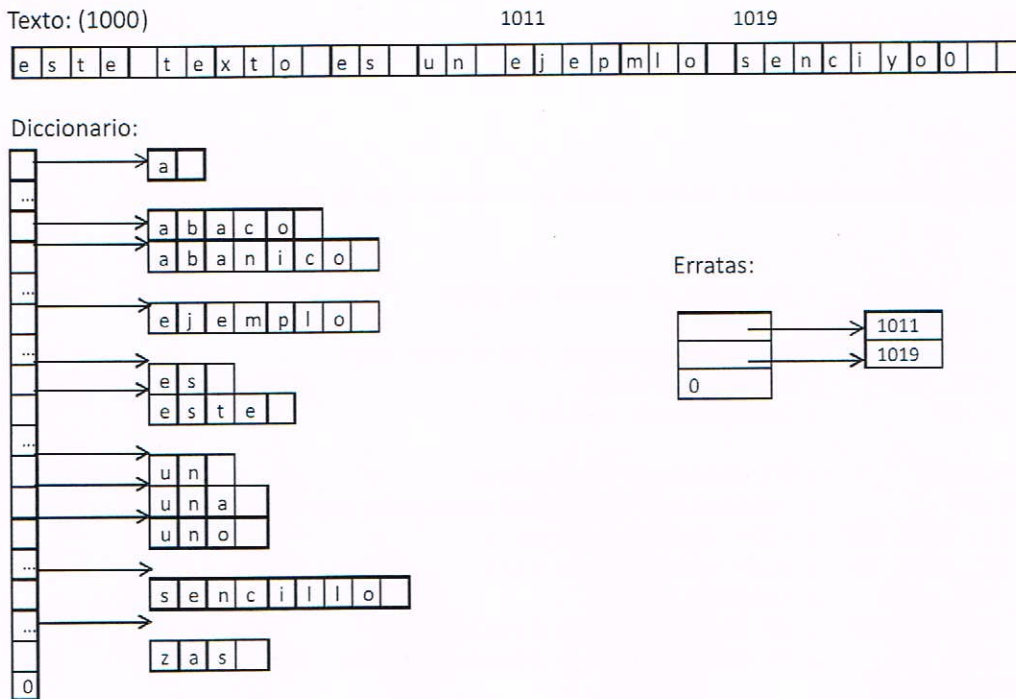 Texto: (1000) 1011 1019
e s t e t e x t o e s u n e j e p m l o s e n c i y o 0
Diccionario:
a
...
a b a c o
a b a n i c o
Erratas:
...
e j e m p l o
1011
...
1019
e s
0
e s t e
...
u n
u n a
u n o
...
s e n c i l l o
...
z a s
0